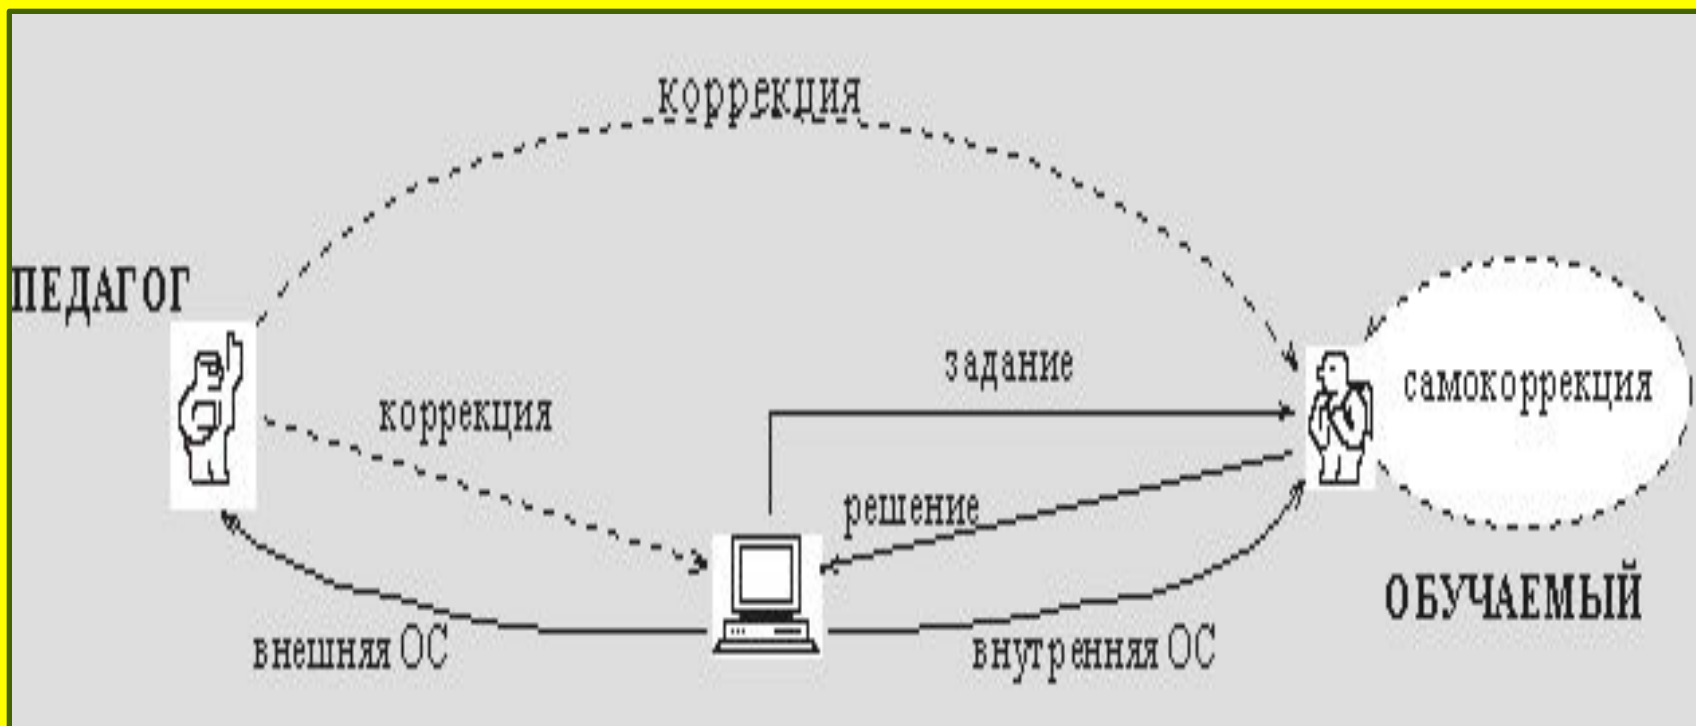 коррекция
ПЕДАГОГ
задание
коррекция
самокоррекция
решение
ОБУЧАЕМЫЙ
внешняя ОС
внутренняя ОС